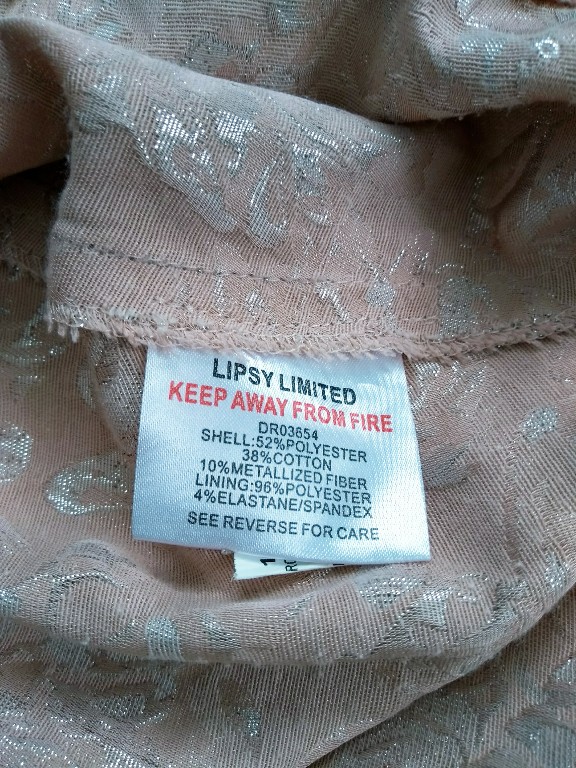 LIPSY LIMITED
KEEP AWAY FROM FIRE
DR03654
SHELL:52%POLYESTER
38%COTTON
10%METALLIZED FIBER
LINING:96%POLYESTER
4%ELASTANE/SPANDEX
SEE REVERSE FOR CARE